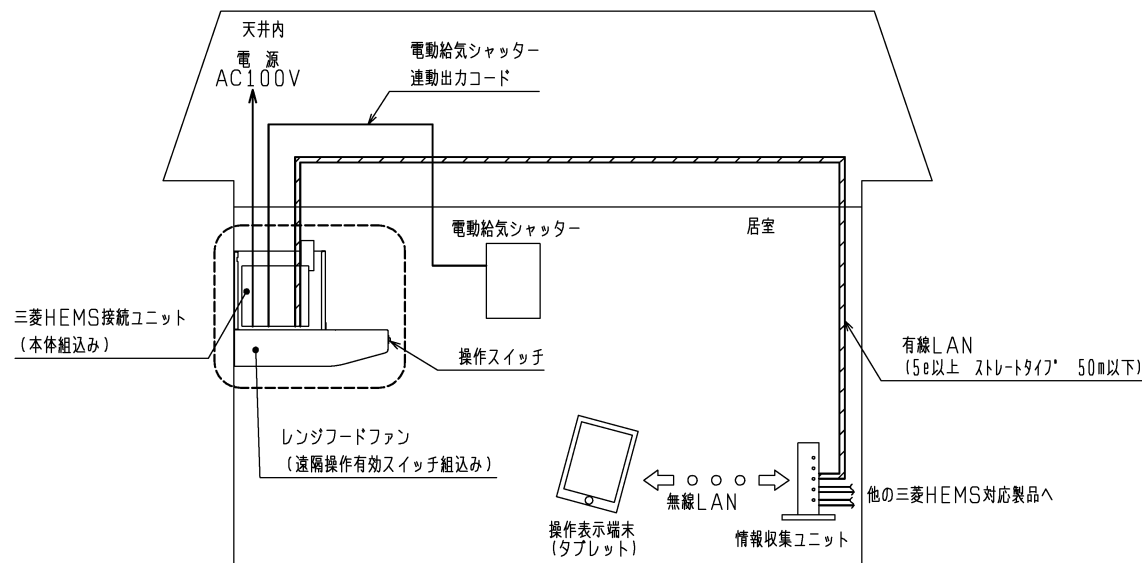 天井内
電 源
AC100V
電動給気シャッター
連動出力コード
電動給気シャッター
居室
三菱HEMS接続ユニット
(本体組込み)
操作スイッチ
有線LAN
(5e以上 ストレートタイプ 50m以下)
レンジフードファン
(遠隔操作有効スイッチ組込み)
無線LAN
他の三菱HEMS対応製品へ
操作表示端末
(タブレット)
情報収集ユニット